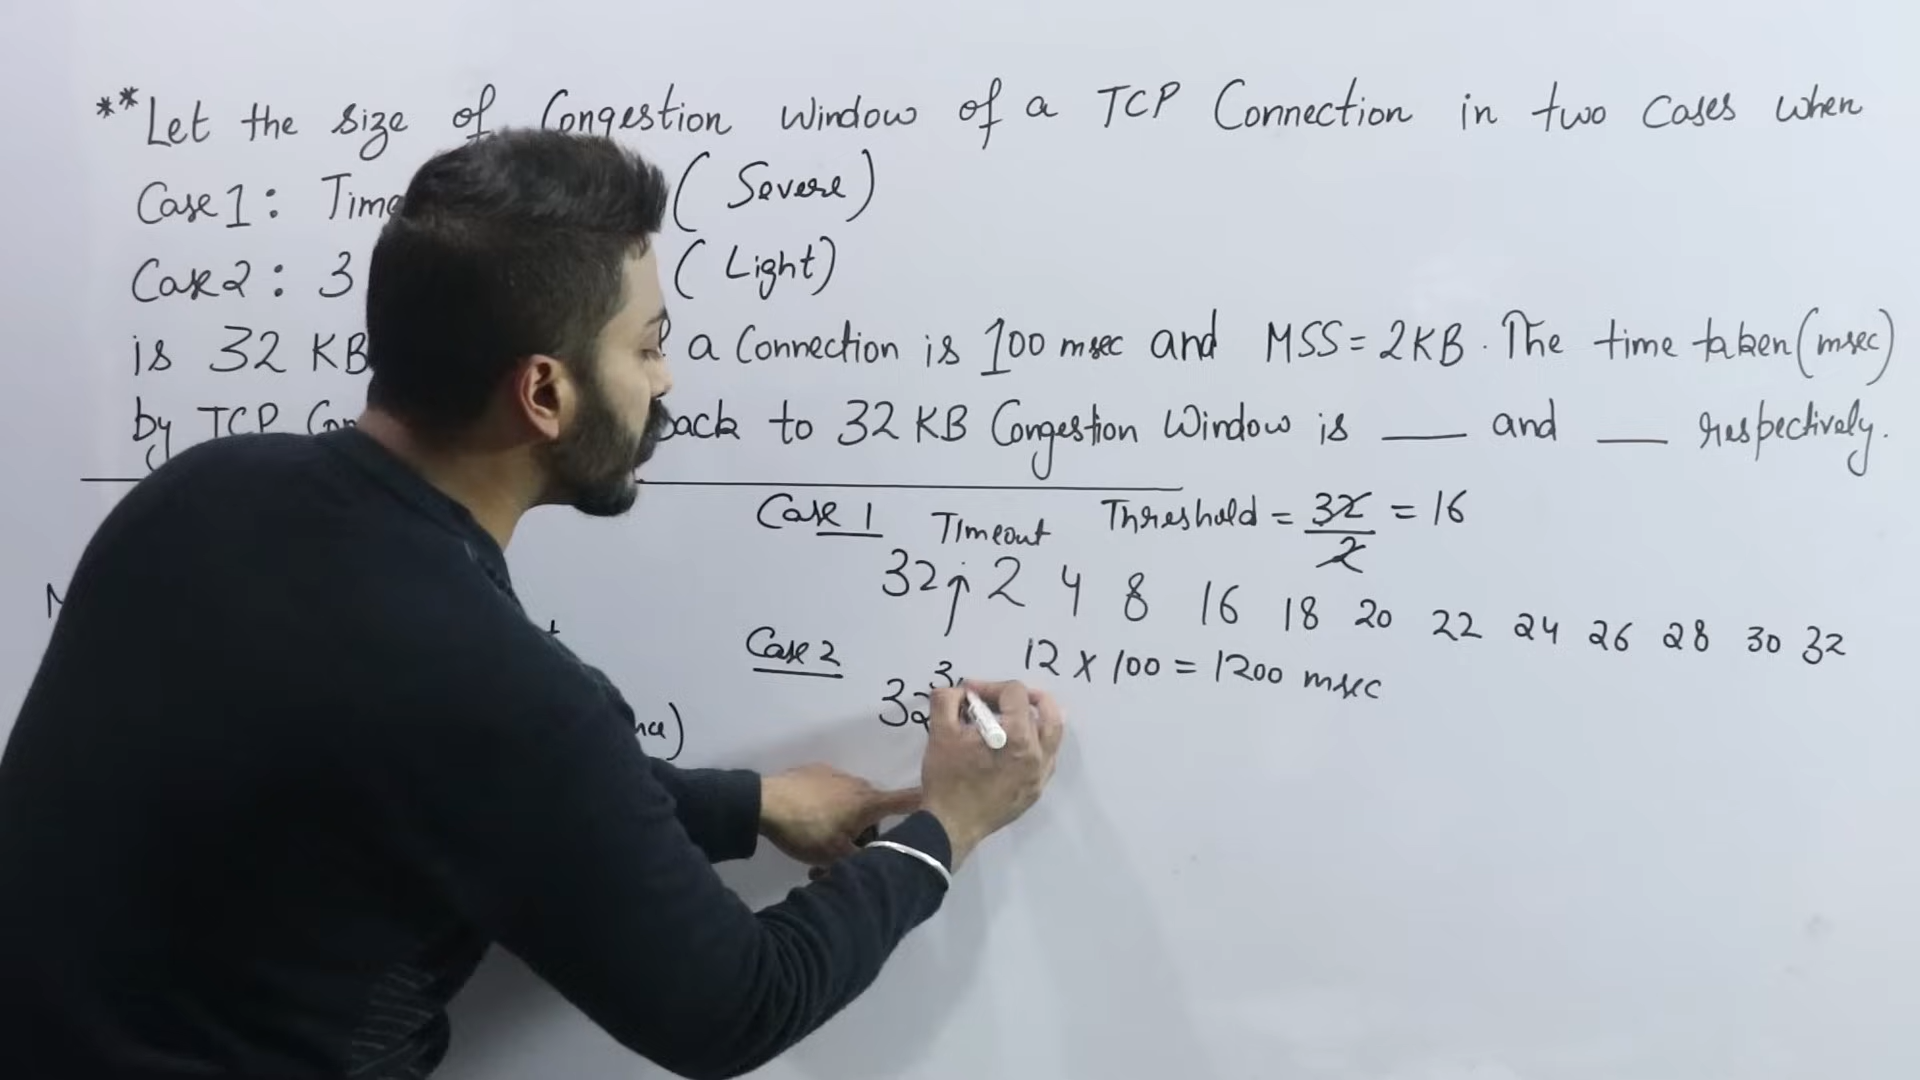 **Let the size of Congestion Window of a TCP Connection in two Cases when
Case 1: Time (Severe)
Case 2: 3 (Light)
is 32 KB a Connection is 100 msec and MSS = 2KB. The time taken (msec)
by TCP back to 32 KB Congestion Window is ___ and ___ respectively.
Case 1 Timeout Threshold = 32/2 = 16
32 ↑ 2 4 8 16 18 20 22 24 26 28 30 32
12 x 100 = 1200 msec
Case 2
32 3